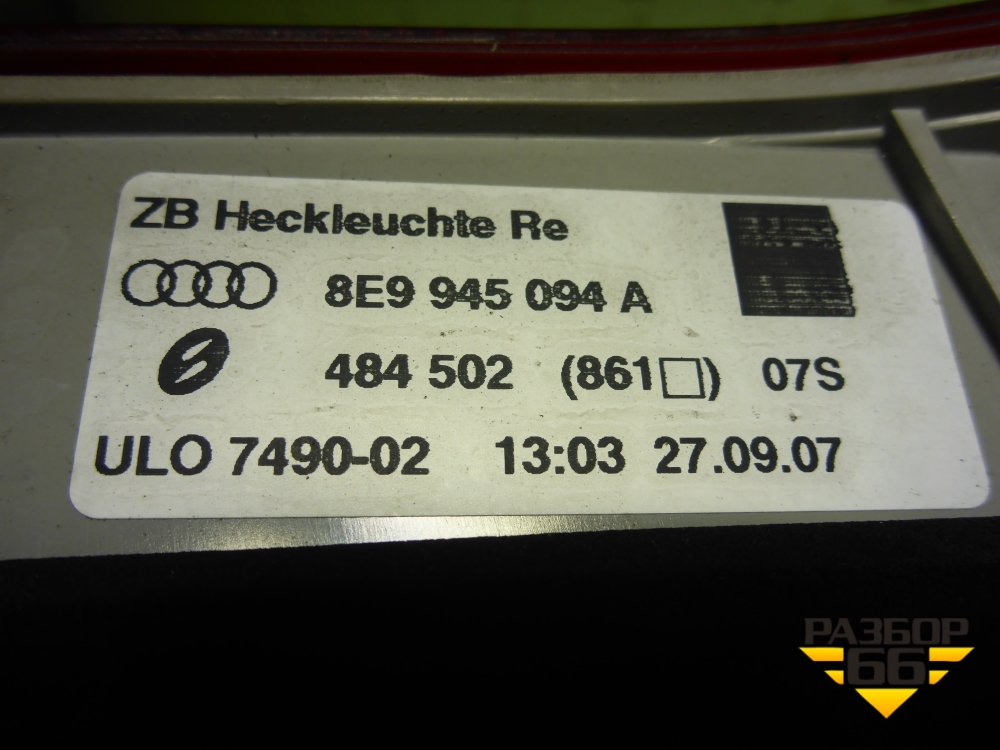 ZB Heckleuchte Re
8E9 945 094 A
484 502 (861□) 07S
ULO 7490-02 13:03 27.09.07
РАЗБОР
66